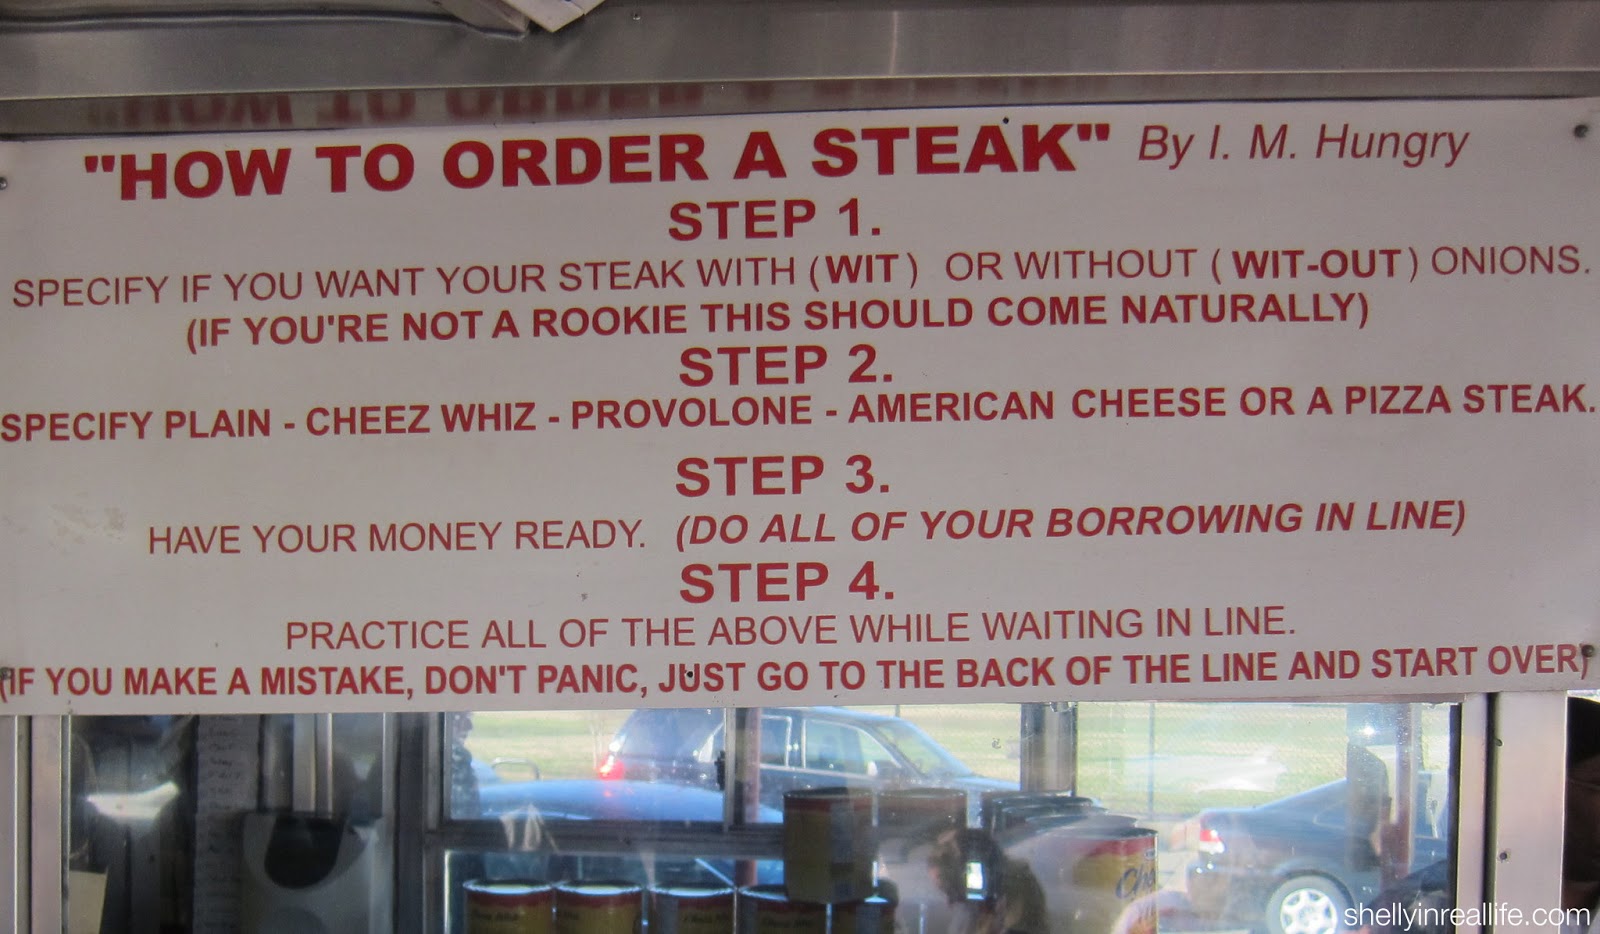 "HOW TO ORDER A STEAK" By I. M. Hungry
STEP 1.
SPECIFY IF YOU WANT YOUR STEAK WITH (WIT) OR WITHOUT (WIT-OUT) ONIONS.
(IF YOU'RE NOT A ROOKIE THIS SHOULD COME NATURALLY)
STEP 2.
SPECIFY PLAIN - CHEEZ WHIZ - PROVOLONE - AMERICAN CHEESE OR A PIZZA STEAK.
STEP 3.
HAVE YOUR MONEY READY. (DO ALL OF YOUR BORROWING IN LINE)
STEP 4.
PRACTICE ALL OF THE ABOVE WHILE WAITING IN LINE.
(IF YOU MAKE A MISTAKE, DON'T PANIC, JUST GO TO THE BACK OF THE LINE AND START OVER)
shellyinreallife.com